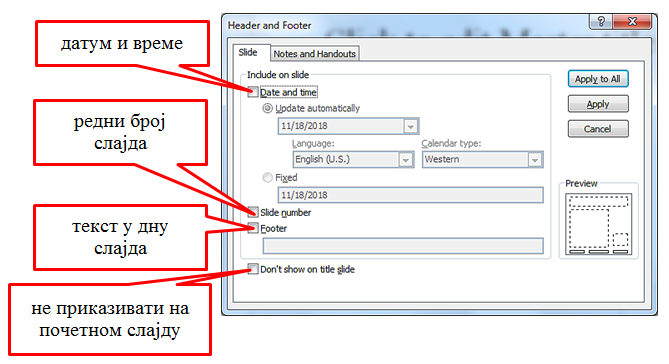 датум и време
редни број
слајда
текст у дну
слајда
не приказивати на
почетном слајду
Header and Footer
Slide
Notes and Handouts
Include on slide
Date and time
Update automatically
11/18/2018
Language:
Calendar type:
English (U.S.)
Western
Fixed
11/18/2018
Slide number
Footer
Don't show on title slide
Apply to All
Apply
Cancel
Preview